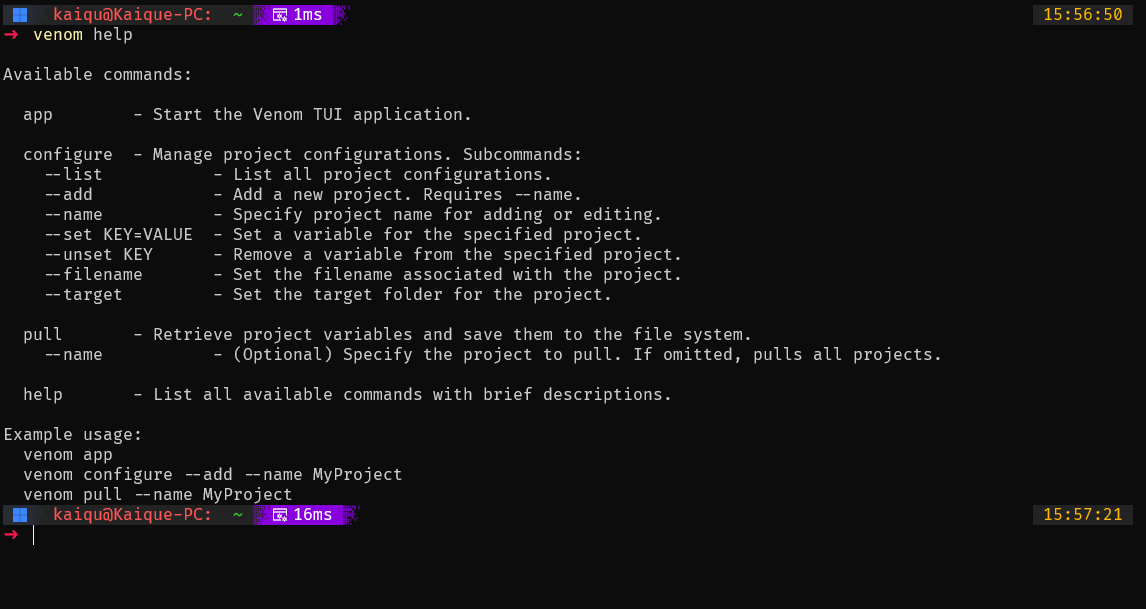 kaiqu@Kaique-PC: ~ 1ms 15:56:50
→ venom help
Available commands:
app - Start the Venom TUI application.
configure - Manage project configurations. Subcommands:
--list - List all project configurations.
--add - Add a new project. Requires --name.
--name - Specify project name for adding or editing.
--set KEY=VALUE - Set a variable for the specified project.
--unset KEY - Remove a variable from the specified project.
--filename - Set the filename associated with the project.
--target - Set the target folder for the project.
pull - Retrieve project variables and save them to the file system.
--name - (Optional) Specify the project to pull. If omitted, pulls all projects.
help - List all available commands with brief descriptions.
Example usage:
venom app
venom configure --add --name MyProject
venom pull --name MyProject
kaiqu@Kaique-PC: ~ 16ms 15:57:21
→